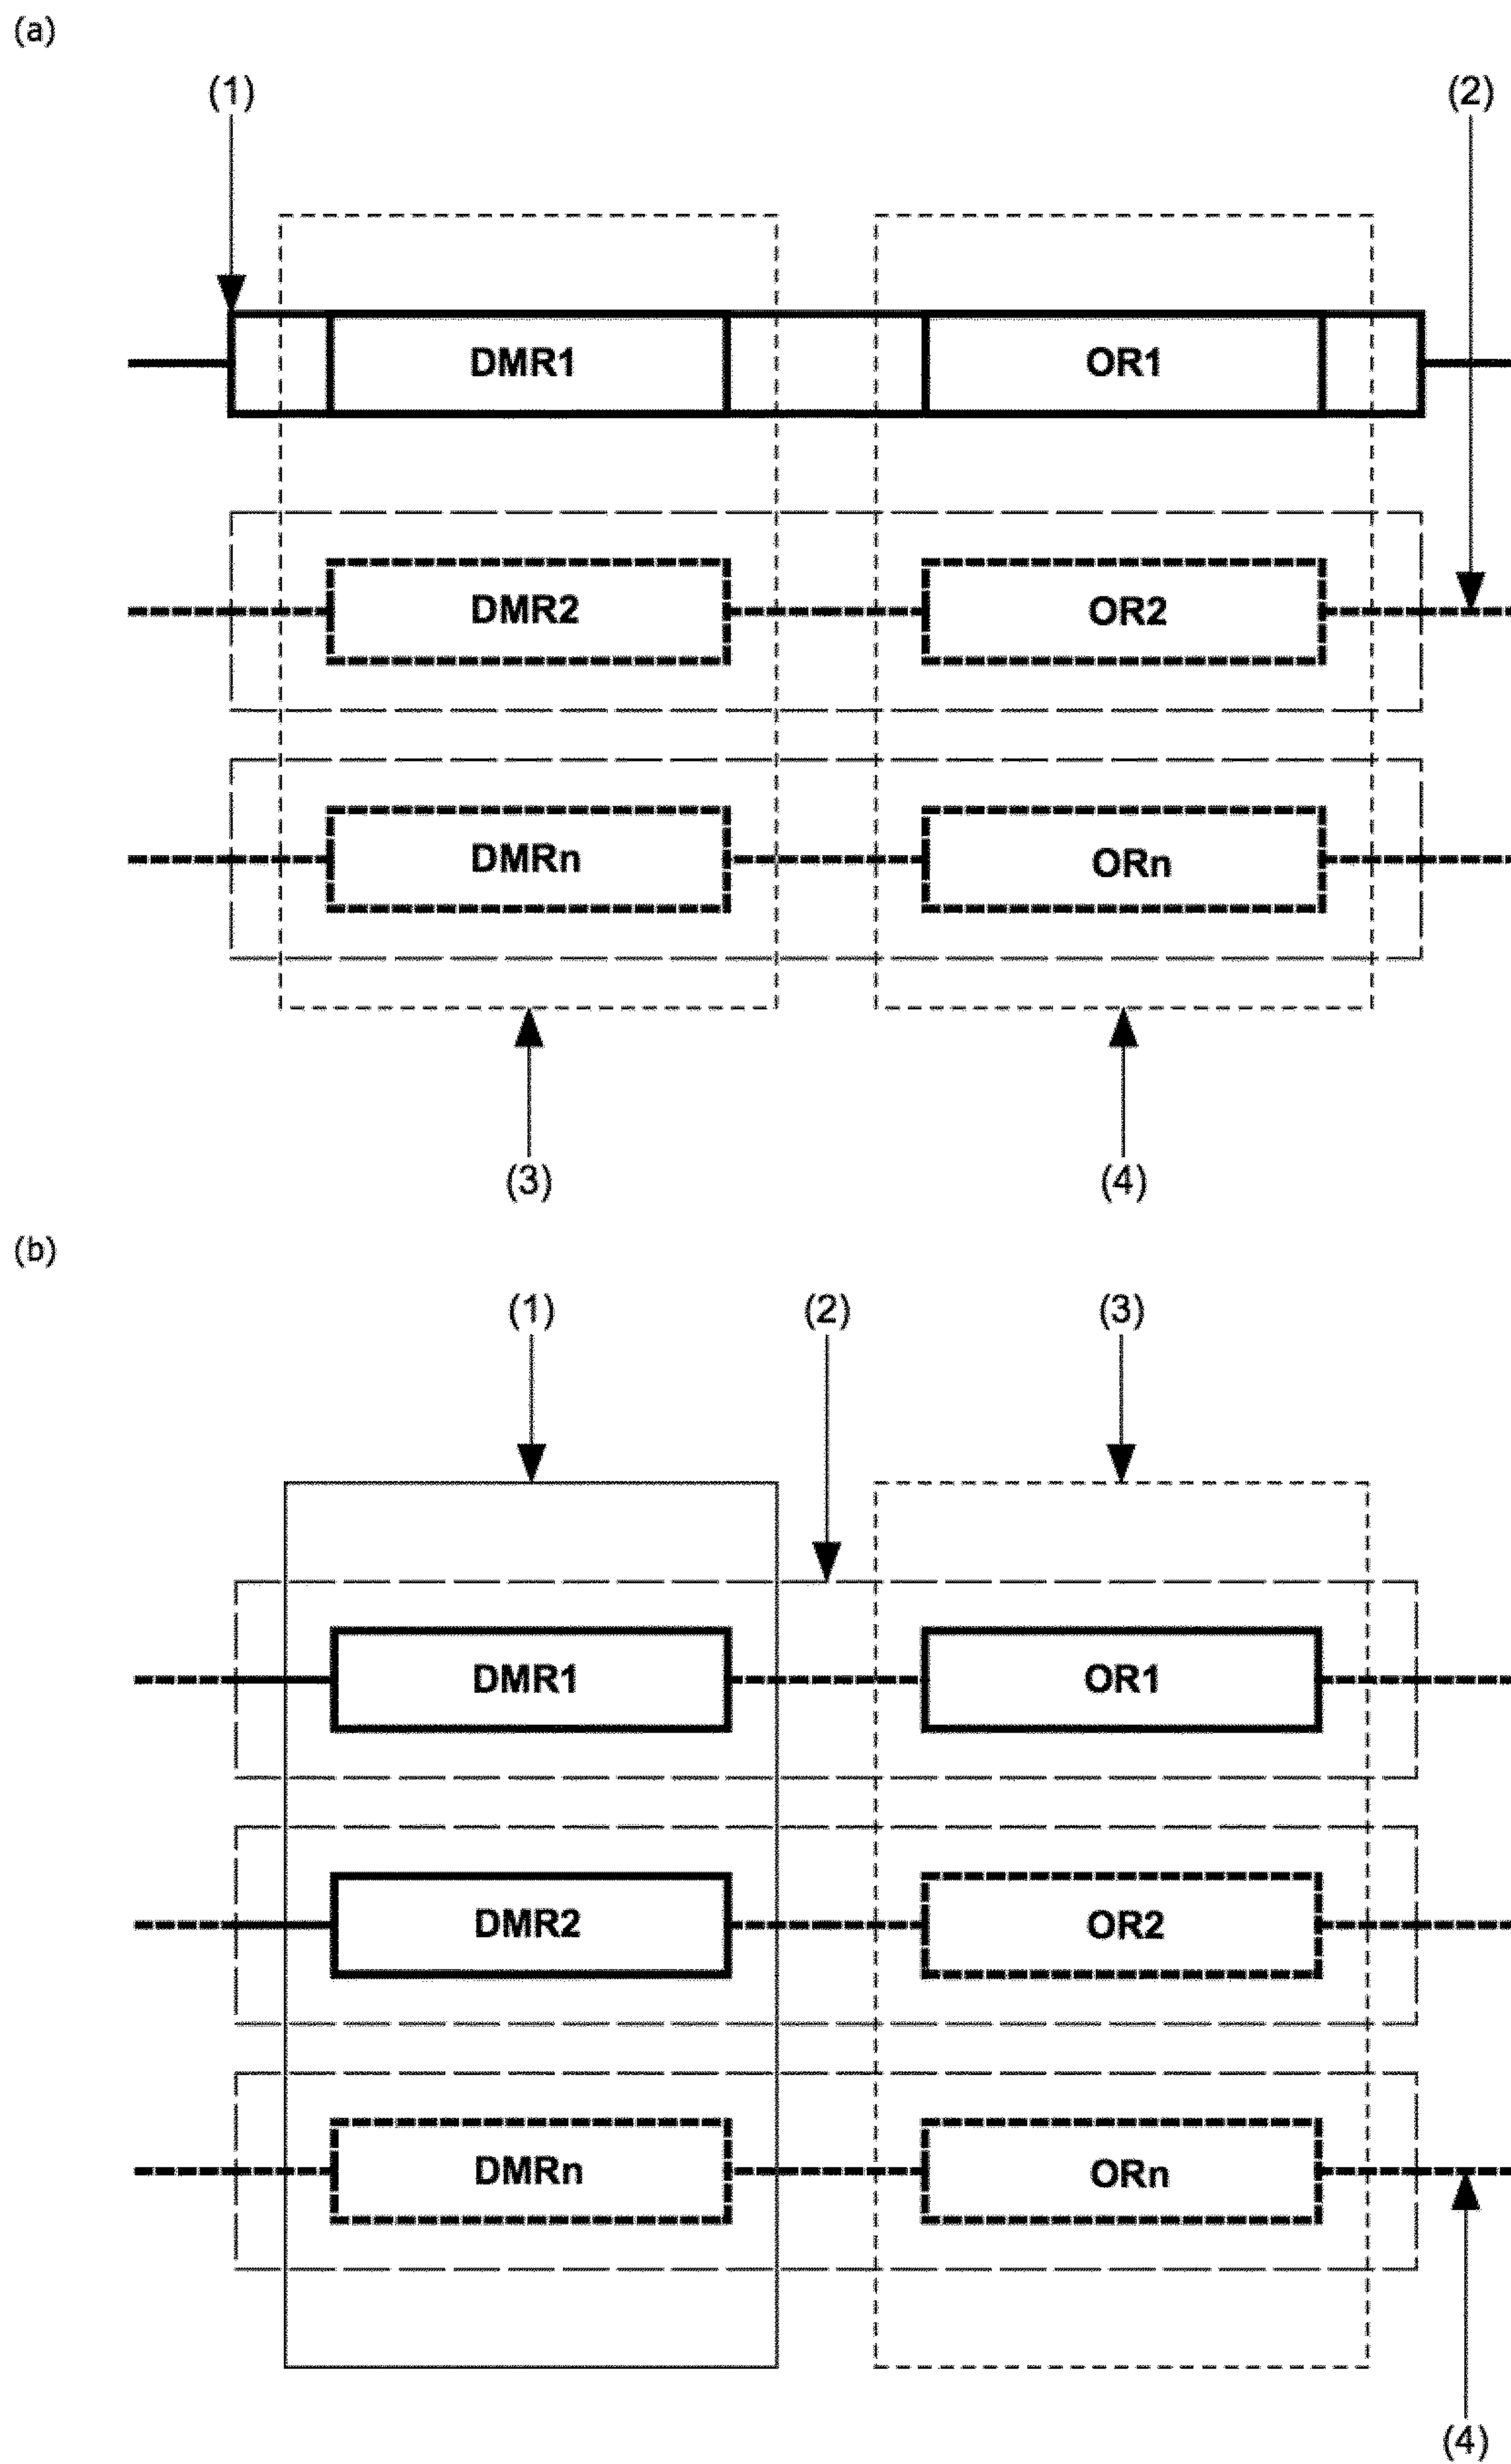 (a)
(1) (2)
DMR1 OR1
DMR2 OR2
DMRn ORn
(3) (4)
(b)
(1) (2) (3)
DMR1 OR1
DMR2 OR2
DMRn ORn
(4)